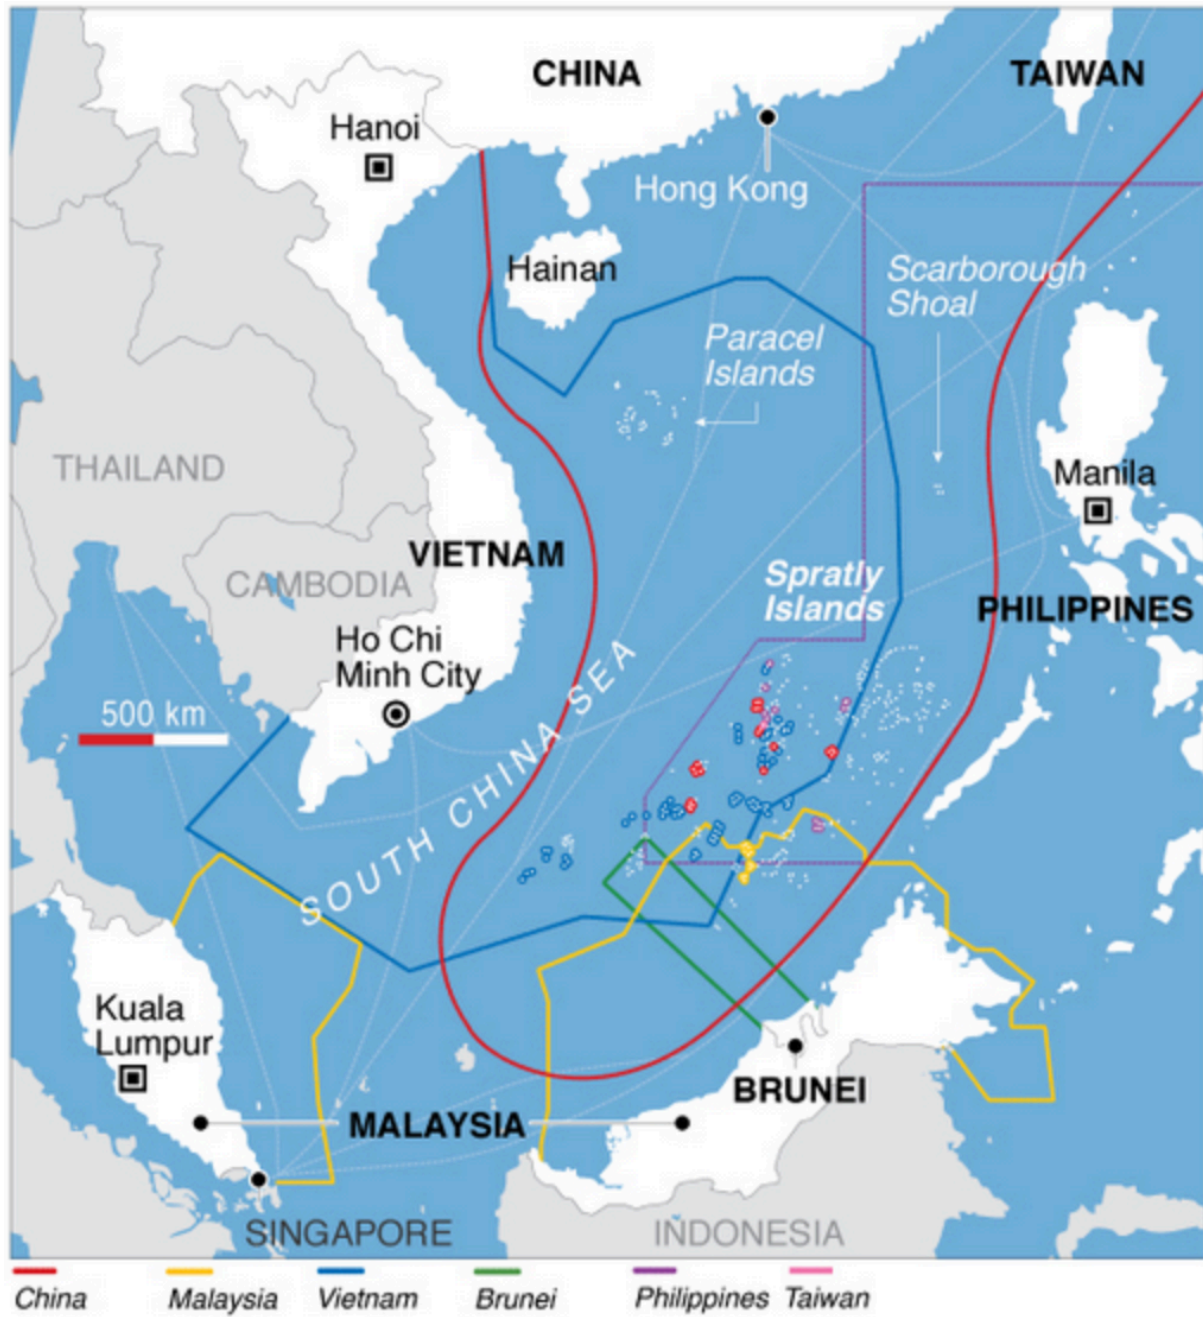 CHINA
TAIWAN
Hanoi
Hong Kong
Hainan
Scarborough
Shoal
Paracel
Islands
THAILAND
Manila
VIETNAM
CAMBODIA
Spratly
Islands
PHILIPPINES
Ho Chi
Minh City
500 km
SOUTH CHINA SEA
Kuala
Lumpur
BRUNEI
MALAYSIA
SINGAPORE
INDONESIA
China
Malaysia
Vietnam
Brunei
Philippines
Taiwan